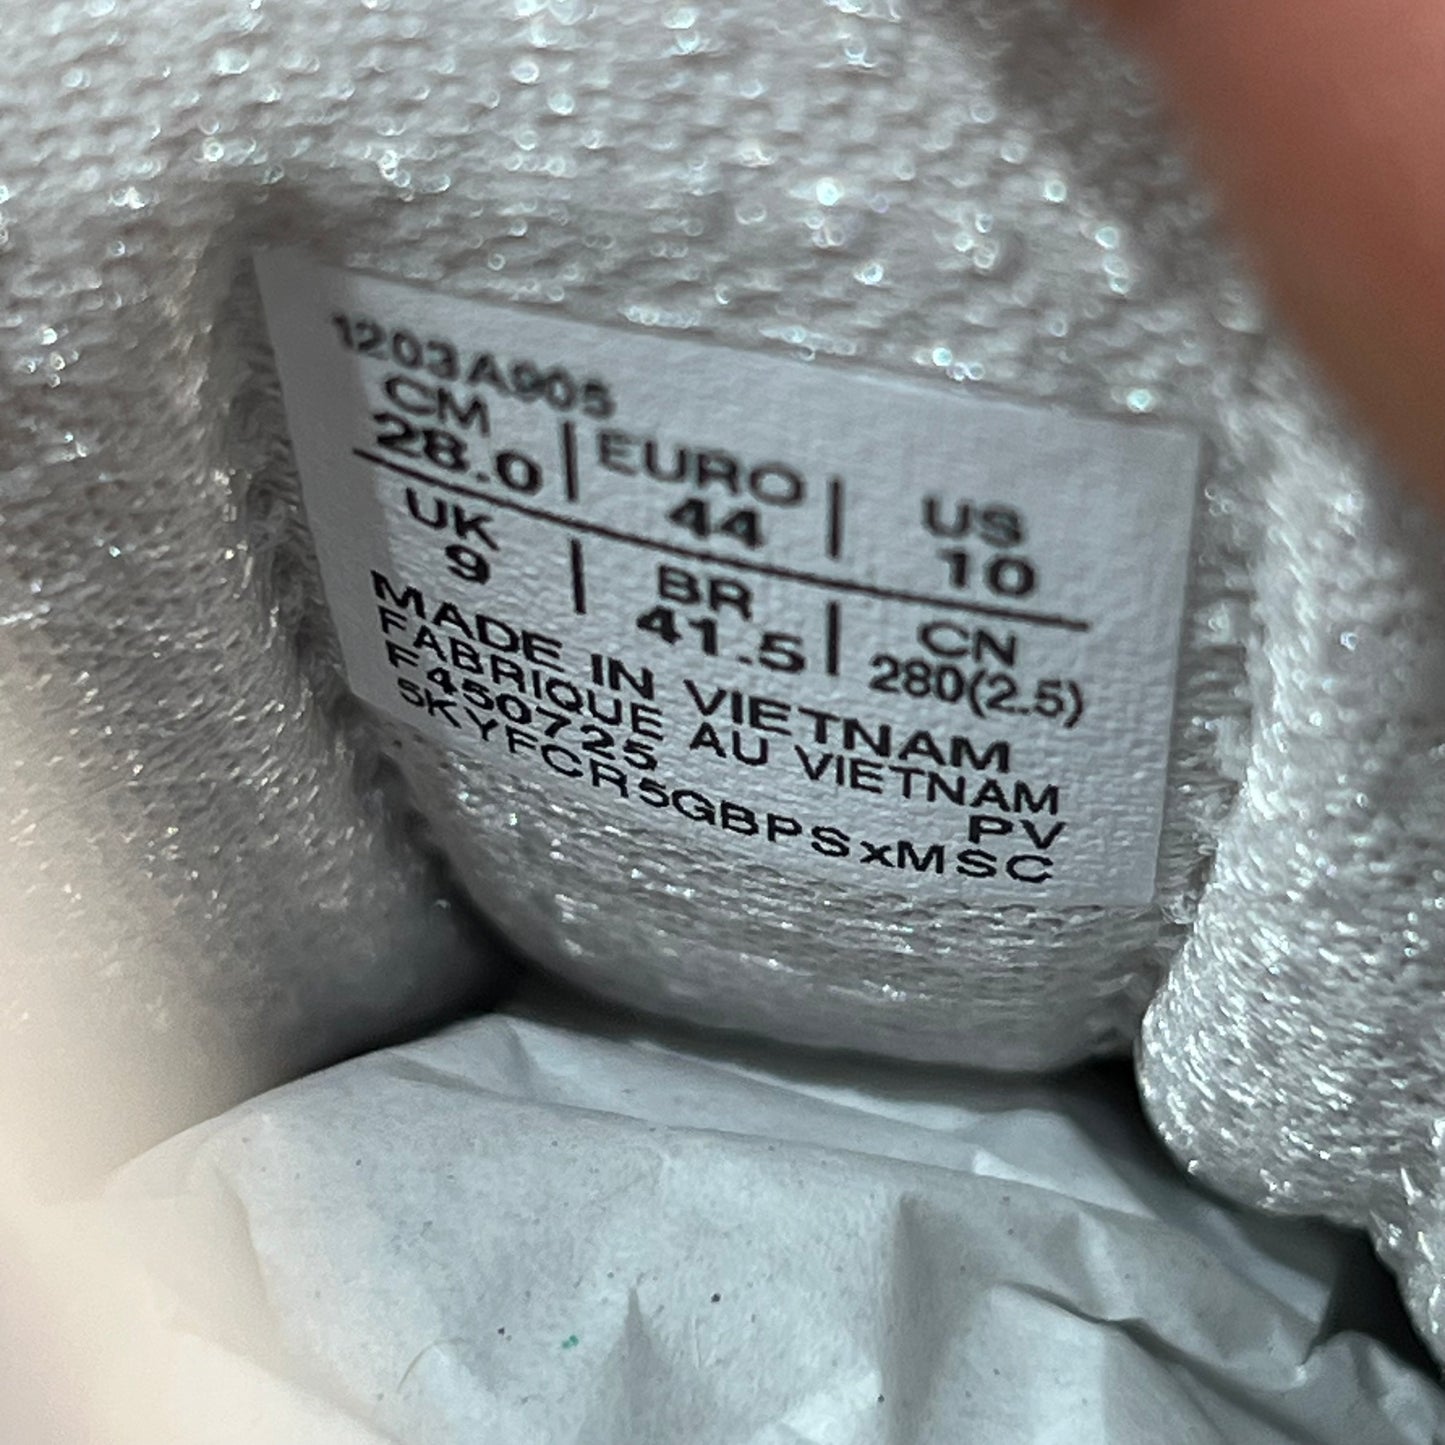 1203A905
CM 28.0 | EURO 44 | US 10
UK 9 | BR 41.5 | CN 280(2.5)
MADE IN VIETNAM
FABRIQUE AU VIETNAM
F 450725 PV
5KYFCR5GBPSxMSC